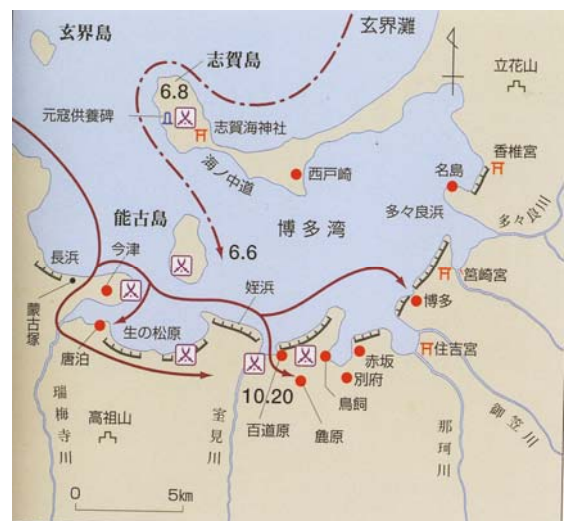 玄界島
玄界灘
志賀島
立花山
6.8
元寇供養碑
志賀海神社
香椎宮
海ノ中道
西戸崎
名島
能古島
博多湾
多々良浜
多々良川
6.6
長浜
今津
姪浜
筥崎宮
博多
蒙古塚
生の松原
唐泊
赤坂
住吉宮
別府
鳥飼
10.20
百道原
鹿原
瑞梅寺川
高祖山
室見川
那珂川
御笠川
0 5km